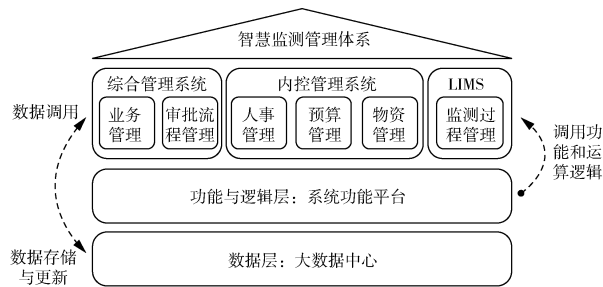 智慧监测管理体系
综合管理系统
内控管理系统
LIMS
数据调用
业务
管理
审批流
程管理
人事
管理
预算
管理
物资
管理
监测过
程管理
调用功
能和运
算逻辑
功能与逻辑层：系统功能平台
数据存储
与更新
数据层：大数据中心